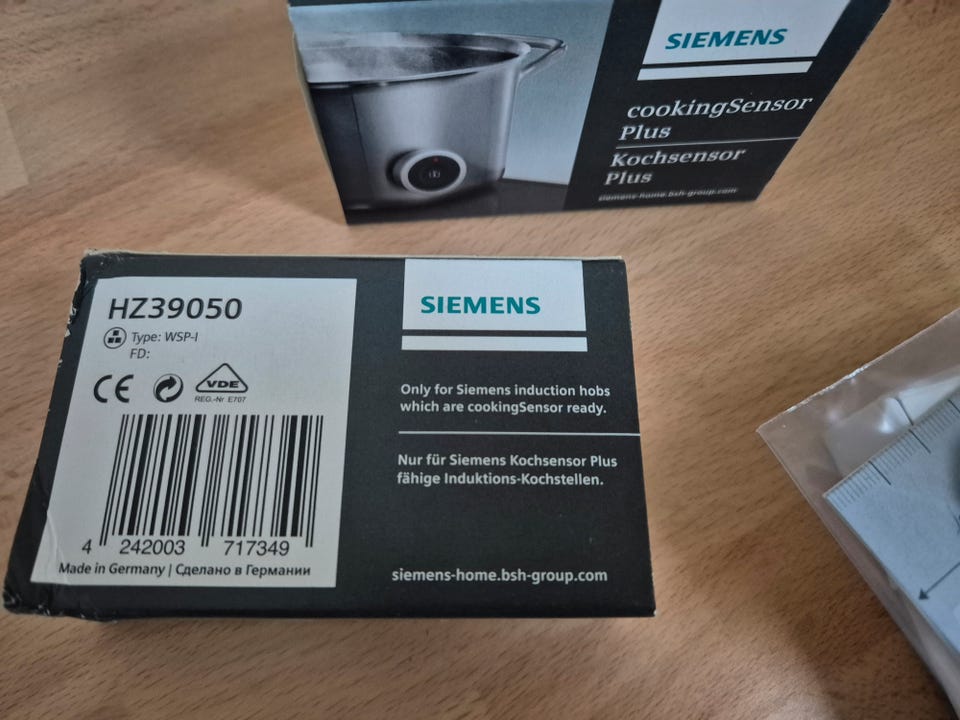 SIEMENS
cookingSensor
Plus
Kochsensor
Plus
siemens-home.bsh-group.com
HZ39050
Type: WSP-I
FD:
CE
VDE
REG.-Nr E707
4 242003 717349
Made in Germany | Сделано в Германии
SIEMENS
Only for Siemens induction hobs
which are cookingSensor ready.
Nur für Siemens Kochsensor Plus
fähige Induktions-Kochstellen.
siemens-home.bsh-group.com